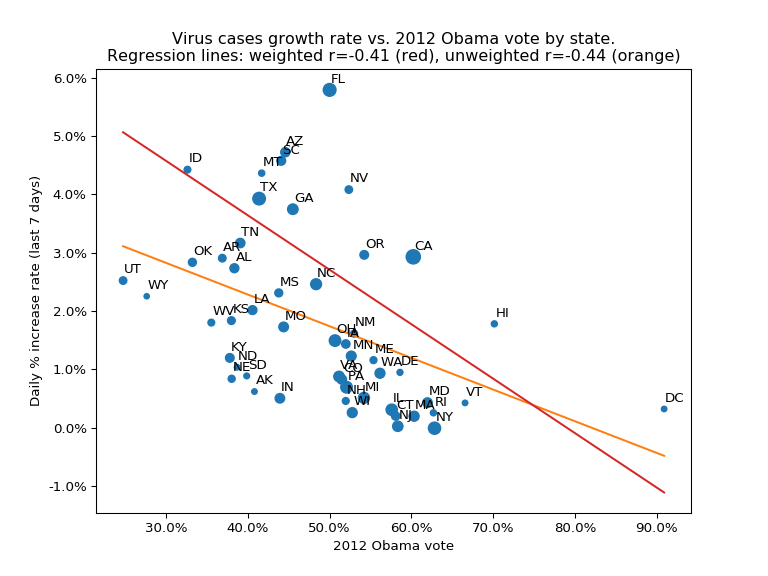 Virus cases growth rate vs. 2012 Obama vote by state.
Regression lines: weighted r=-0.41 (red), unweighted r=-0.44 (orange)
Daily % increase rate (last 7 days)
6.0%
5.0%
4.0%
3.0%
2.0%
1.0%
0.0%
-1.0%
FL
AZ
SC
ID
MT
NV
TX
GA
TN
OR
CA
AR
OK
AL
UT
NC
WY
MS
LA
HI
WV
KS
MO
NM
OH
IA
KY
MN
ND
ME
NE
SD
VA
CO
WA
DE
PA
AK
IN
NH
MI
WI
MD
VT
IL
CT
MA
RI
NJ
NY
DC
30.0%
40.0%
50.0%
60.0%
70.0%
80.0%
90.0%
2012 Obama vote